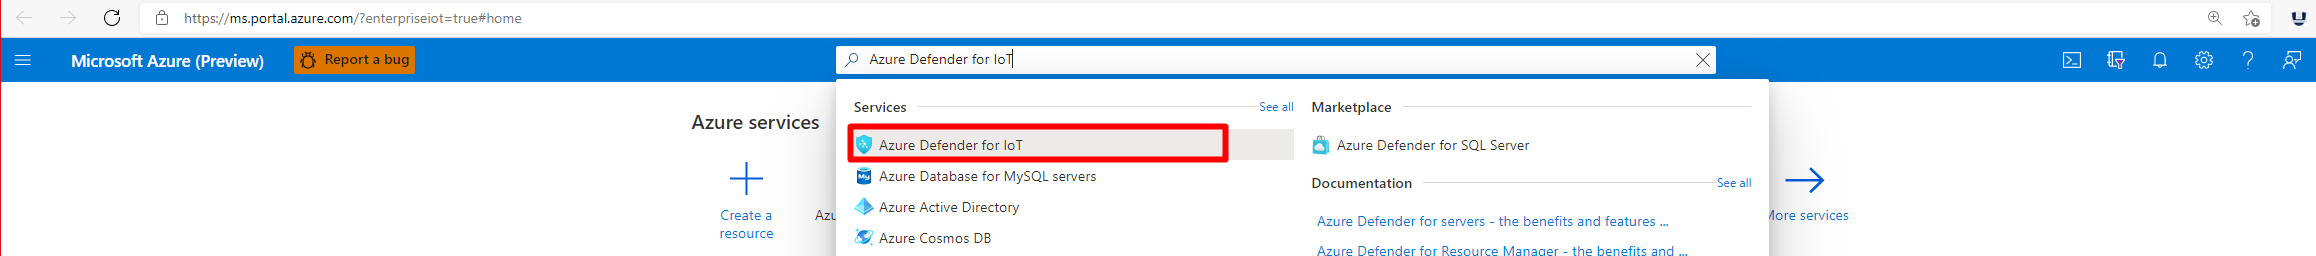 https://ms.portal.azure.com/?enterpriseiot=true#home
Microsoft Azure (Preview)
Report a bug
Azure Defender for IoT
Azure services
Create a
resource
Azu
Services
See all
Azure Defender for IoT
Azure Database for MySQL servers
Azure Active Directory
Azure Cosmos DB
Marketplace
Azure Defender for SQL Server
Documentation
See all
Azure Defender for servers - the benefits and features ...
Azure Defender for Resource Manager - the benefits and ...
More services